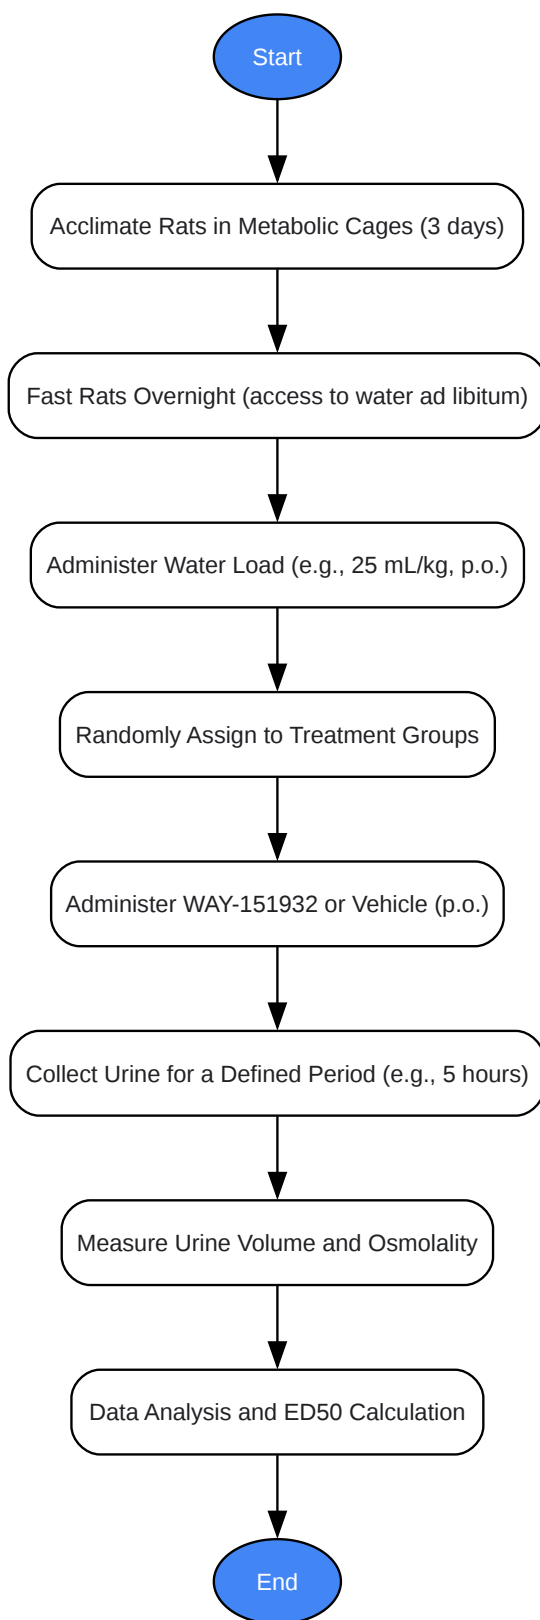 Start
Acclimate Rats in Metabolic Cages (3 days)
Fast Rats Overnight (access to water ad libitum)
Administer Water Load (e.g., 25 mL/kg, p.o.)
Randomly Assign to Treatment Groups
Administer WAY-151932 or Vehicle (p.o.)
Collect Urine for a Defined Period (e.g., 5 hours)
Measure Urine Volume and Osmolality
Data Analysis and ED50 Calculation
End